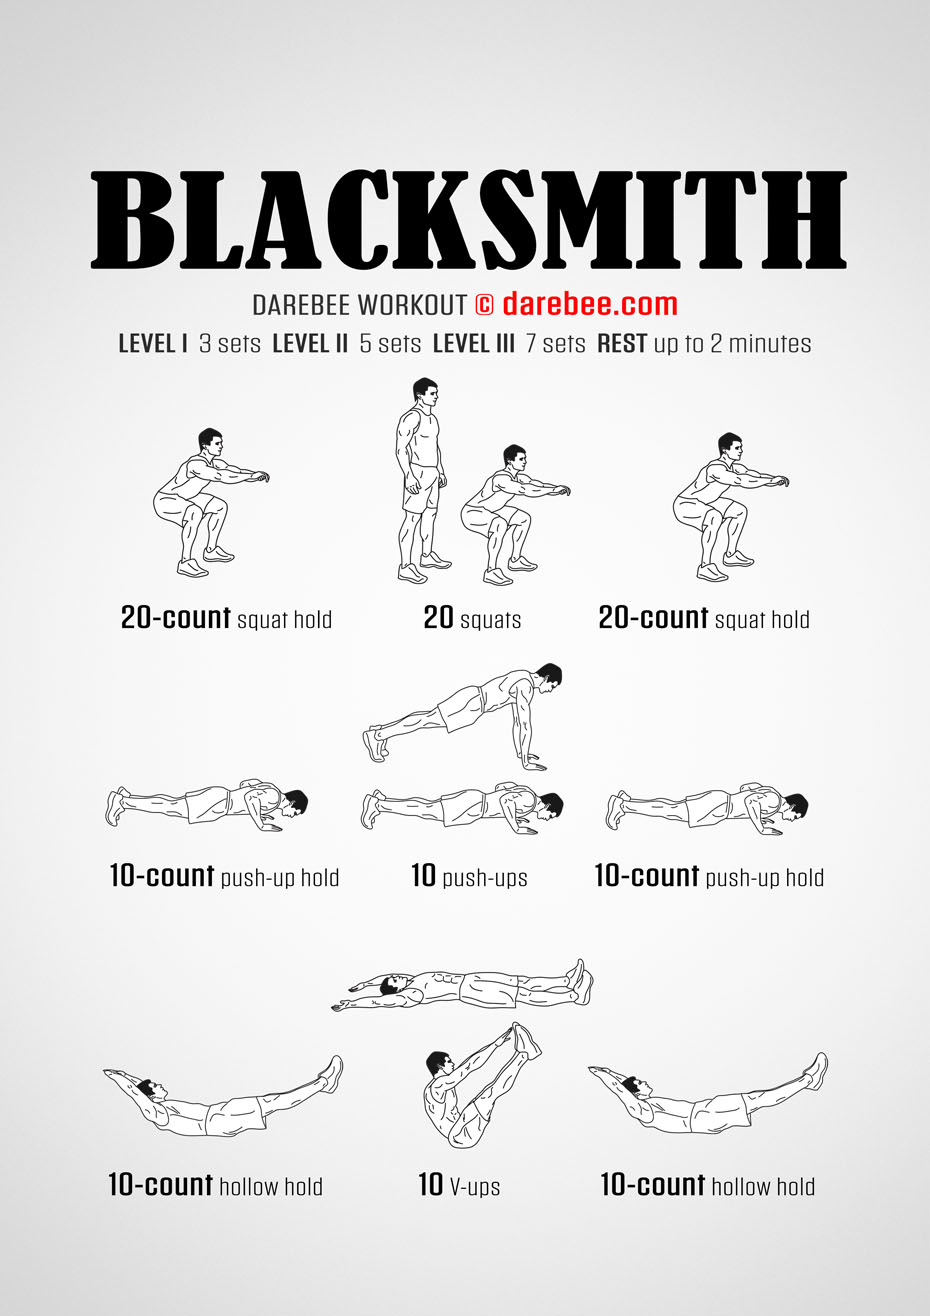 BLACKSMITH
DAREBEE WORKOUT © darebee.com
LEVEL I 3 sets LEVEL II 5 sets LEVEL III 7 sets REST up to 2 minutes
20-count squat hold
20 squats
20-count squat hold
10-count push-up hold
10 push-ups
10-count push-up hold
10-count hollow hold
10 V-ups
10-count hollow hold